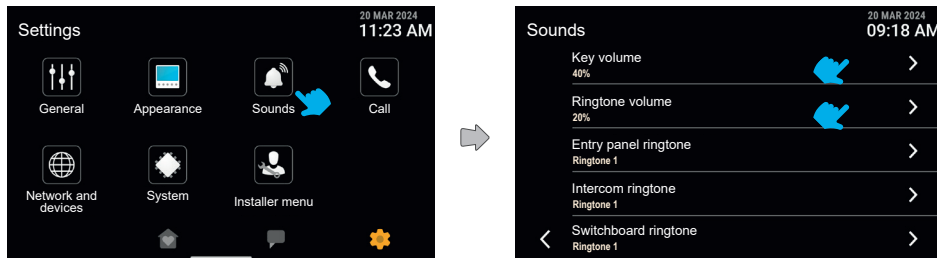 20 MAR 2024
Settings
11:23 AM
General
Appearance
Sounds
Call
Network and
devices
System
Installer menu
20 MAR 2024
Sounds
09:18 AM
Key volume
40%
Ringtone volume
20%
Entry panel ringtone
Ringtone 1
Intercom ringtone
Ringtone 1
Switchboard ringtone
Ringtone 1